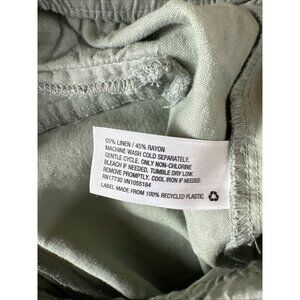 55% LINEN / 45% RAYON
MACHINE WASH COLD SEPARATELY,
GENTLE CYCLE, ONLY NON-CHLORINE
BLEACH IF NEEDED. TUMBLE DRY LOW.
REMOVE PROMPTLY. COOL IRON IF NEEDED.
RN17730 VN1055164
LABEL MADE FROM 100% RECYCLED PLASTIC